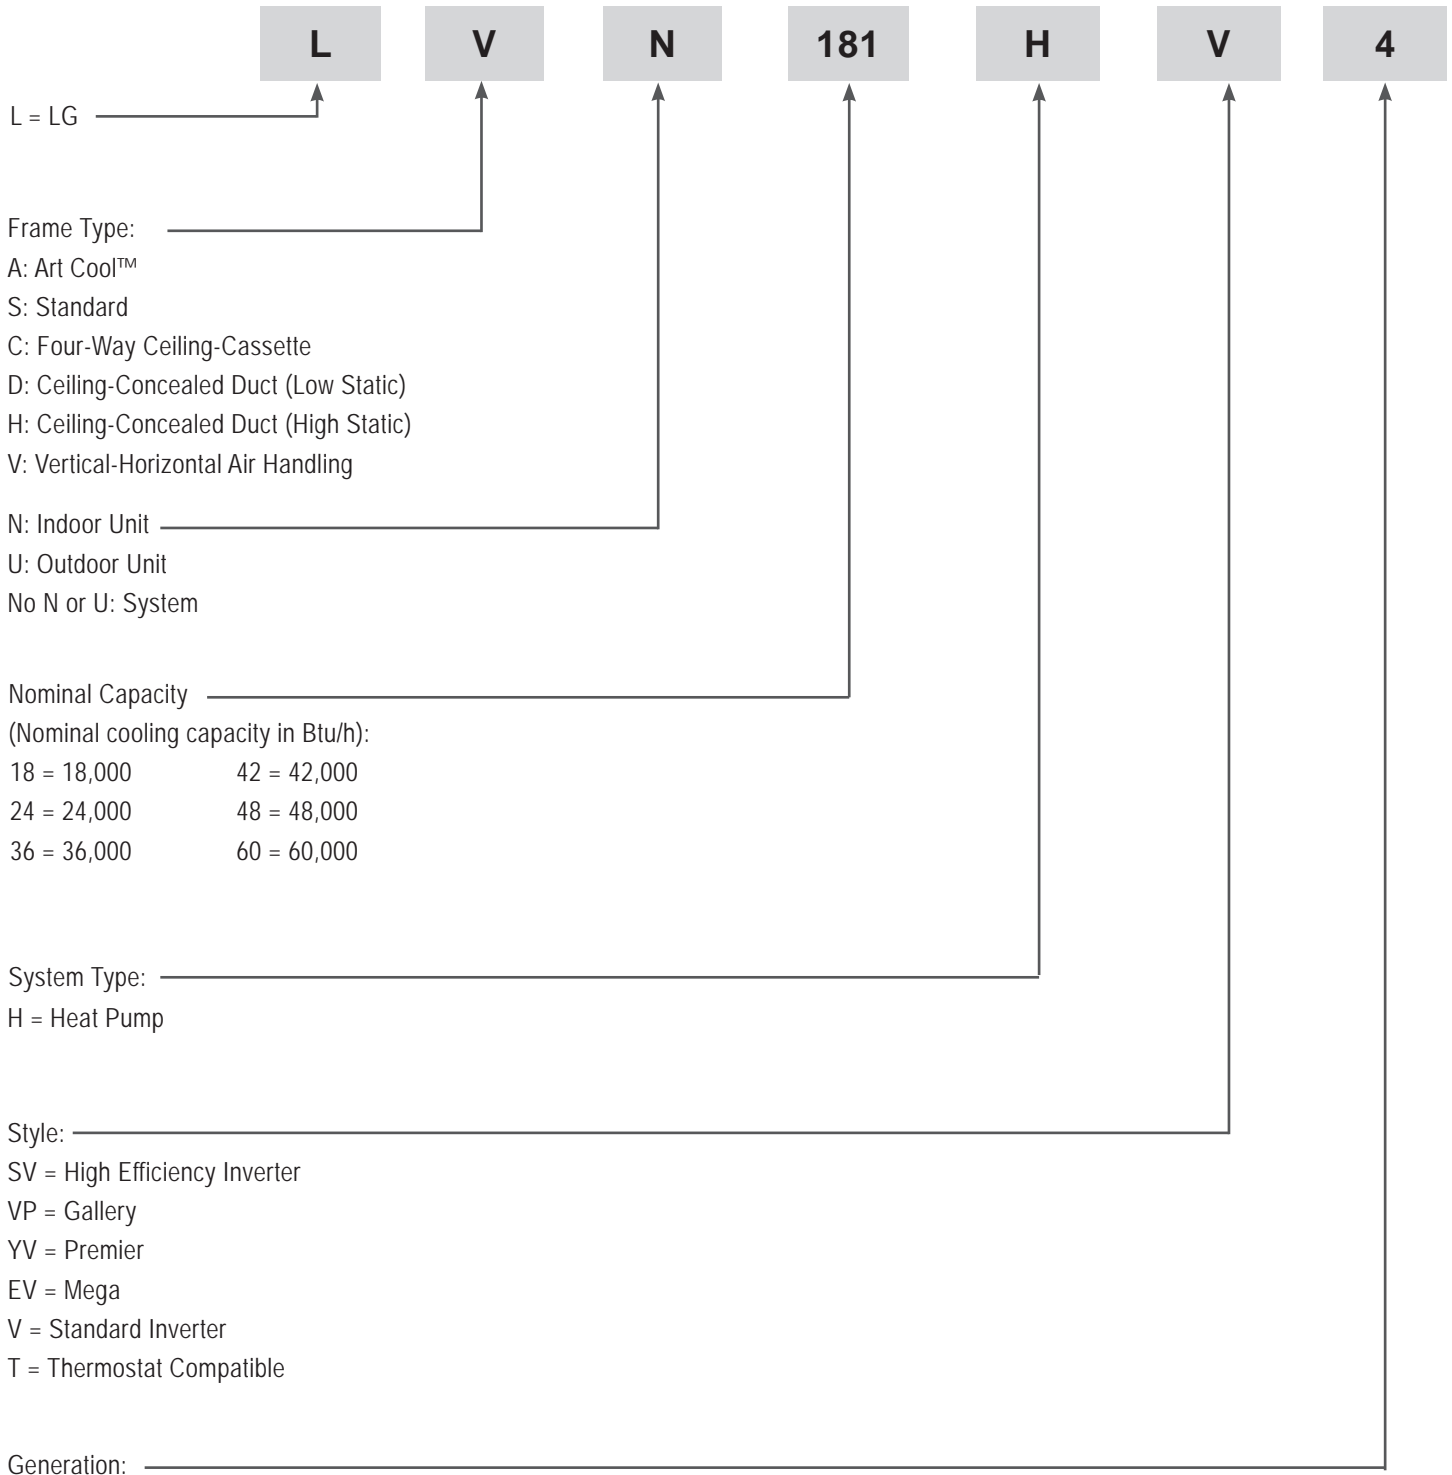 L V N 181 H V 4
L = LG
Frame Type:
A: Art Cool™
S: Standard
C: Four-Way Ceiling-Cassette
D: Ceiling-Concealed Duct (Low Static)
H: Ceiling-Concealed Duct (High Static)
V: Vertical-Horizontal Air Handling
N: Indoor Unit
U: Outdoor Unit
No N or U: System
Nominal Capacity
(Nominal cooling capacity in Btu/h):
18 = 18,000 42 = 42,000
24 = 24,000 48 = 48,000
36 = 36,000 60 = 60,000
System Type:
H = Heat Pump
Style:
SV = High Efficiency Inverter
VP = Gallery
YV = Premier
EV = Mega
V = Standard Inverter
T = Thermostat Compatible
Generation: